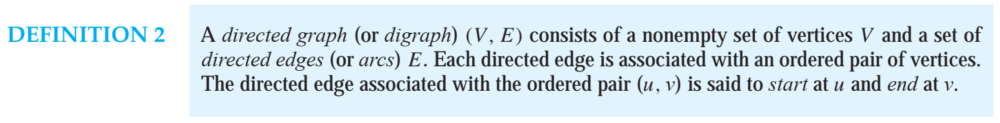 DEFINITION 2
A directed graph (or digraph) (V, E) consists of a nonempty set of vertices V and a set of
directed edges (or arcs) E. Each directed edge is associated with an ordered pair of vertices.
The directed edge associated with the ordered pair (u, v) is said to start at u and end at v.